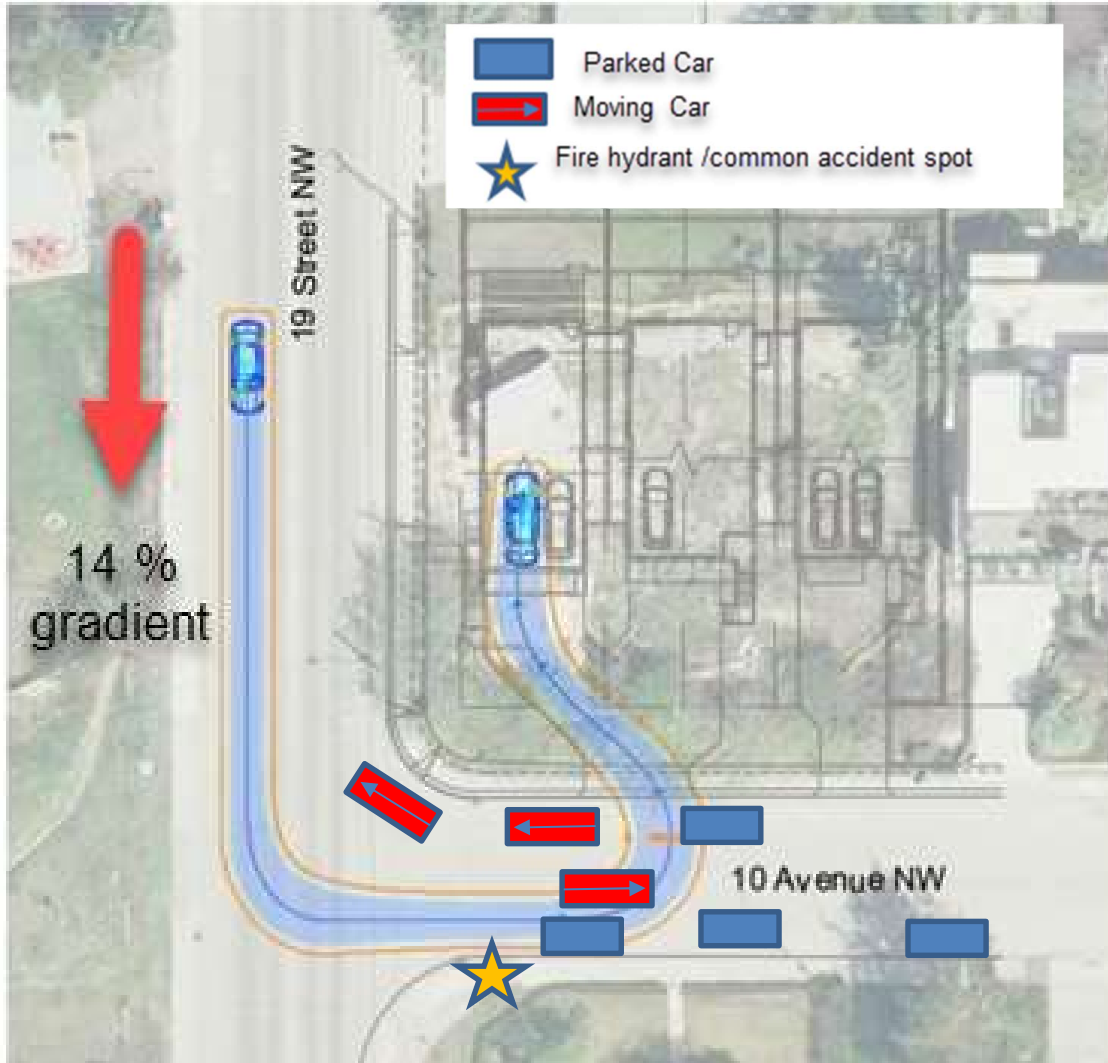 Parked Car
Moving  Car
Fire hydrant /common accident spot
19 Street NW
14 %
gradient
10 Avenue NW